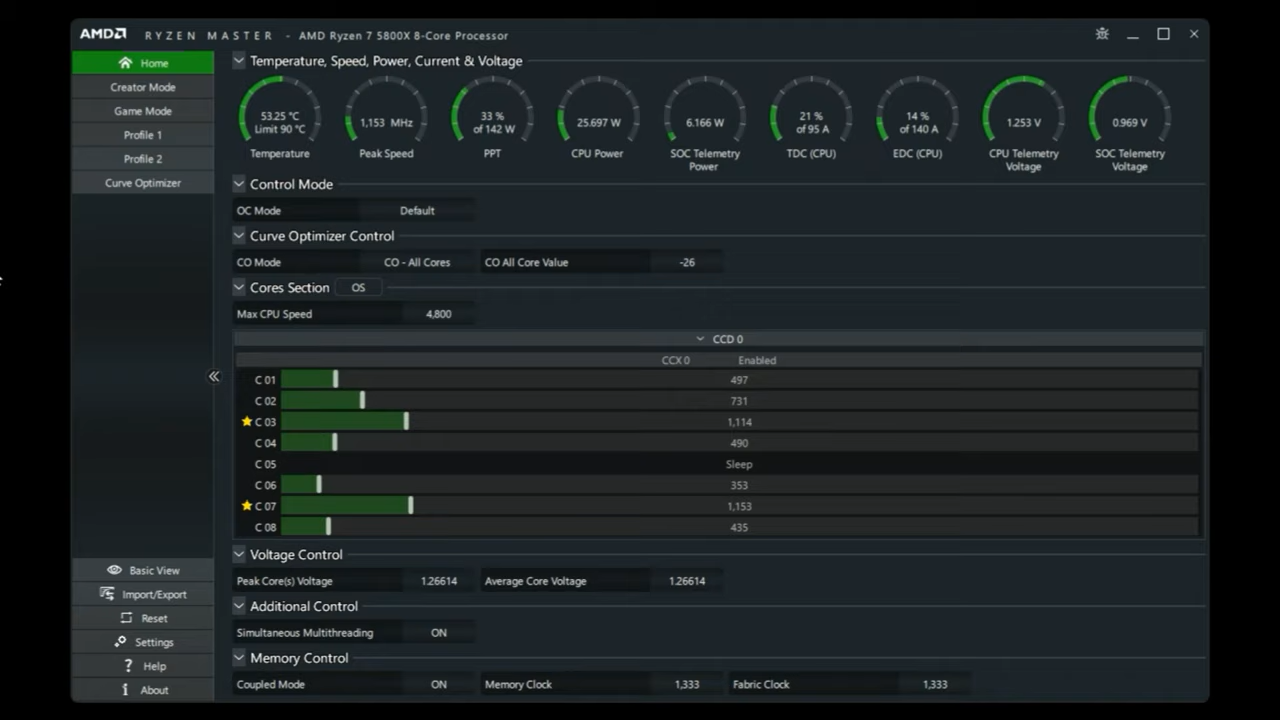 AMD RYZEN MASTER - AMD Ryzen 7 5800X 8-Core Processor
Home
Creator Mode
Game Mode
Profile 1
Profile 2
Curve Optimizer
Basic View
Import/Export
Reset
Settings
Help
About
Temperature, Speed, Power, Current & Voltage
53.25 °C
Limit 90 °C
Temperature
1,153 MHz
Peak Speed
33 %
of 142 W
PPT
25.697 W
CPU Power
6.166 W
SOC Telemetry
Power
21 %
of 95 A
TDC (CPU)
14 %
of 140 A
EDC (CPU)
1.253 V
CPU Telemetry
Voltage
0.969 V
SOC Telemetry
Voltage
Control Mode
OC Mode Default
Curve Optimizer Control
CO Mode CO - All Cores CO All Core Value -26
Cores Section OS
Max CPU Speed 4,800
CCD 0
CCX 0 Enabled
C 01 497
C 02 731
C 03 1,114
C 04 490
C 05 Sleep
C 06 353
C 07 1,153
C 08 435
Voltage Control
Peak Core(s) Voltage 1.26614 Average Core Voltage 1.26614
Additional Control
Simultaneous Multithreading ON
Memory Control
Coupled Mode ON Memory Clock 1,333 Fabric Clock 1,333